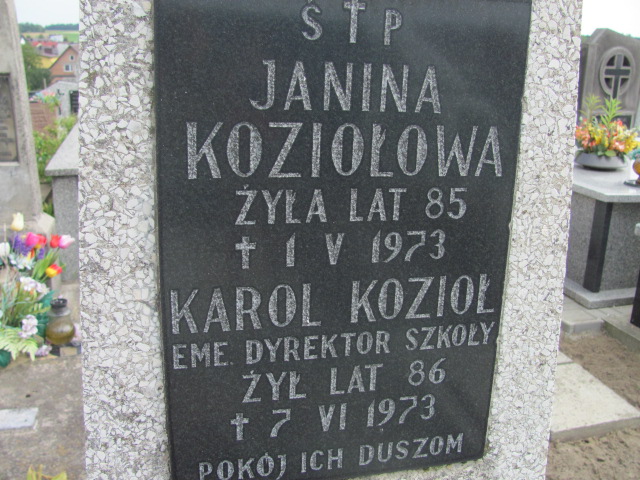 Ś † P
JANINA
KOZIOŁOWA
ŻYŁA LAT 85
† 1 V 1973
KAROL KOZIOŁ
EME. DYREKTOR SZKOŁY
ŻYŁ LAT 86
† 7 VI 1973
POKÓJ ICH DUSZOM